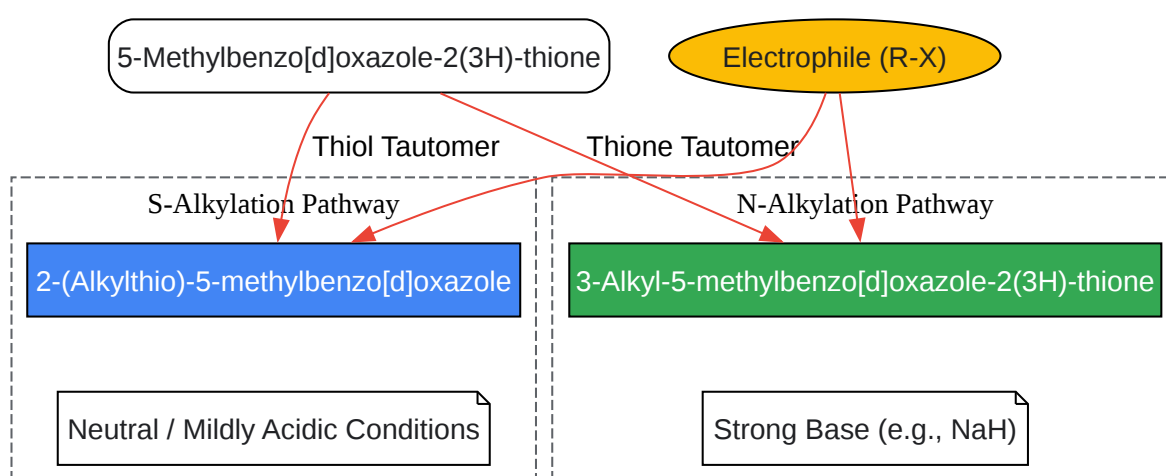 5-Methylbenzo[d]oxazole-2(3H)-thione
Electrophile (R-X)
Thiol Tautomer
Thione Tautomer
S-Alkylation Pathway
N-Alkylation Pathway
2-(Alkylthio)-5-methylbenzo[d]oxazole
3-Alkyl-5-methylbenzo[d]oxazole-2(3H)-thione
Neutral / Mildly Acidic Conditions
Strong Base (e.g., NaH)